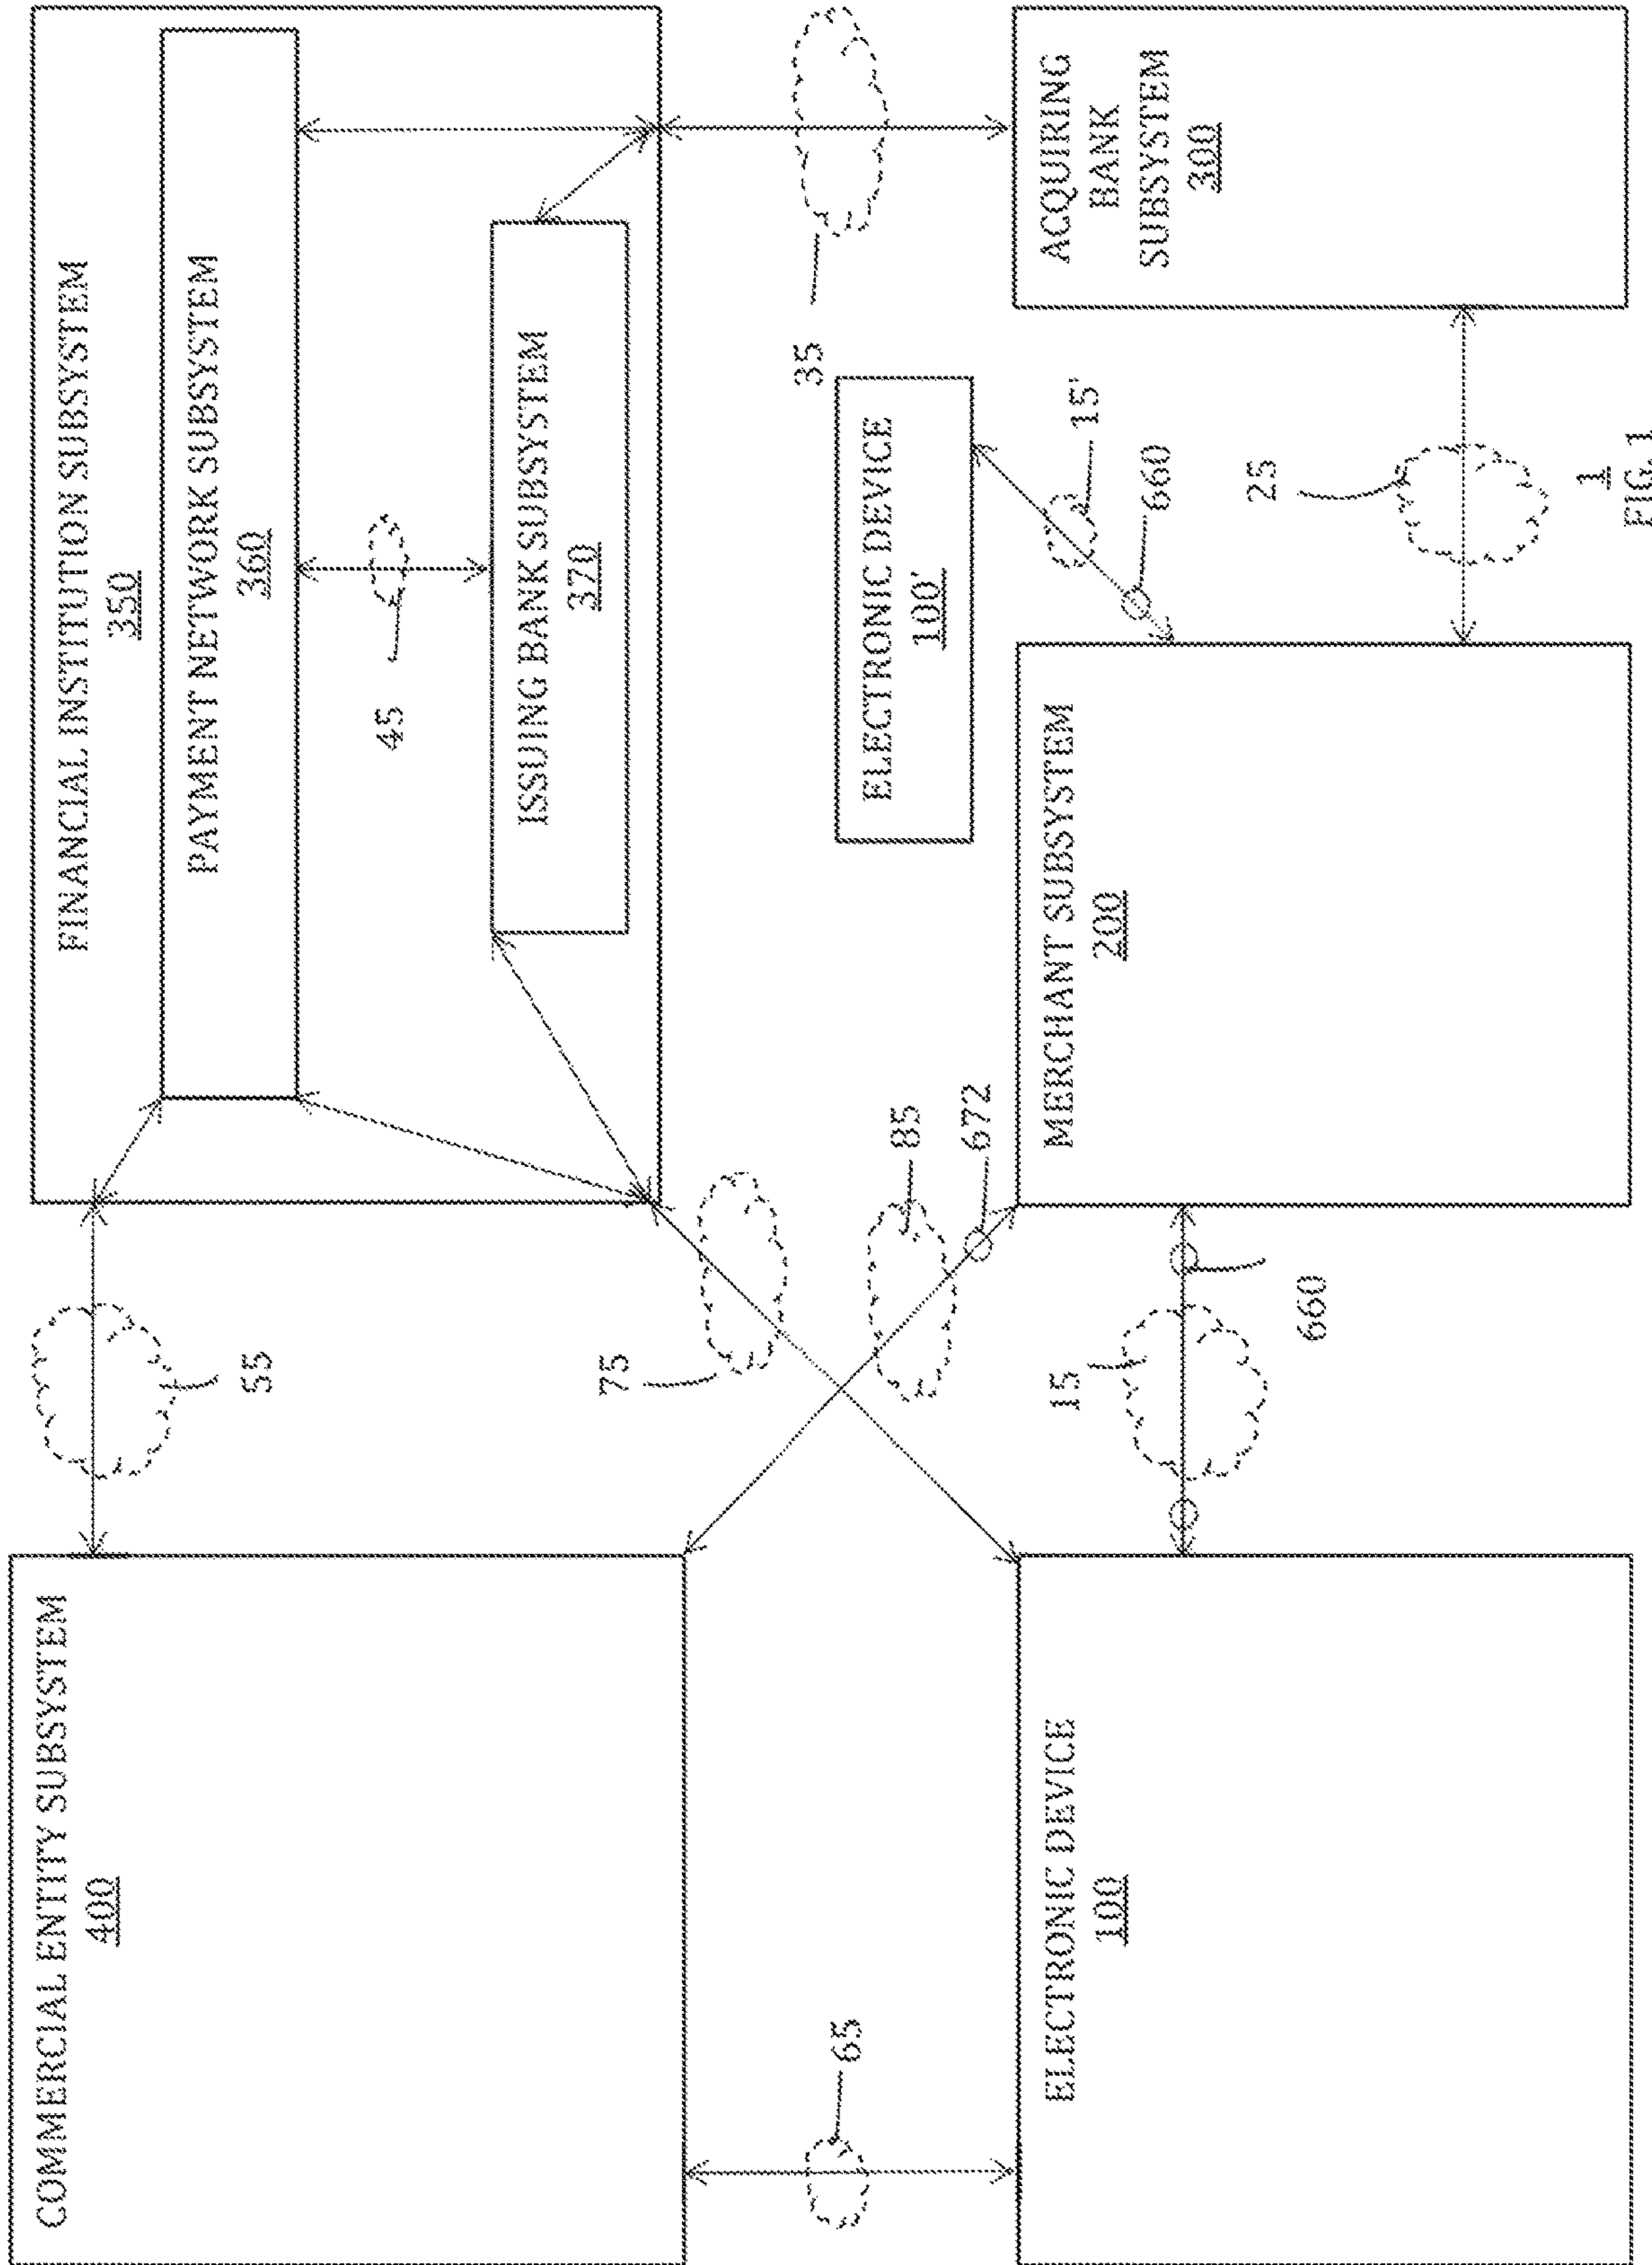 COMMERCIAL ENTITY SUBSYSTEM
400
55
FINANCIAL INSTITUTION SUBSYSTEM
350
PAYMENT NETWORK SUBSYSTEM
360
45
ISSUING BANK SUBSYSTEM
370
65
75
85
672
35
ELECTRONIC DEVICE
100'
15'
660
ELECTRONIC DEVICE
100
15
660
MERCHANT SUBSYSTEM
200
25
ACQUIRING
BANK
SUBSYSTEM
300
1
FIG. 1